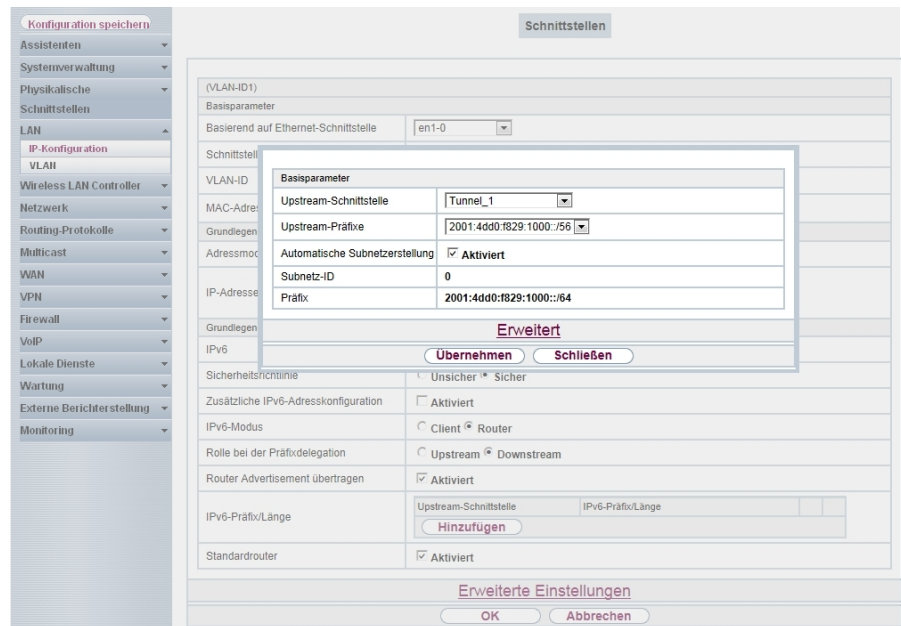 Konfiguration speichern
Schnittstellen
Assistenten
Systemverwaltung
Physikalische
Schnittstellen
LAN
IP-Konfiguration
VLAN
Wireless LAN Controller
Netzwerk
Routing-Protokolle
Multicast
WAN
VPN
Firewall
VoIP
Lokale Dienste
Wartung
Externe Berichterstellung
Monitoring
(VLAN-ID1)
Basisparameter
Basierend auf Ethernet-Schnittstelle en1-0
Schnittstell
VLAN-ID
MAC-Adres
Grundlegen
Adressmod
IP-Adresse
Grundlegen
IPv6
Basisparameter
Upstream-Schnittstelle Tunnel_1
Upstream-Präfixe 2001:4dd0:f829:1000::/56
Automatische Subnetzerstellung Aktiviert
Subnetz-ID 0
Präfix 2001:4dd0:f829:1000::/64
Erweitert
Übernehmen Schließen
Sicherheitsrichtlinie Unsicher Sicher
Zusätzliche IPv6-Adresskonfiguration Aktiviert
IPv6-Modus Client Router
Rolle bei der Präfixdelegation Upstream Downstream
Router Advertisement übertragen Aktiviert
IPv6-Präfix/Länge
Upstream-Schnittstelle IPv6-Präfix/Länge
Hinzufügen
Standardrouter Aktiviert
Erweiterte Einstellungen
OK Abbrechen